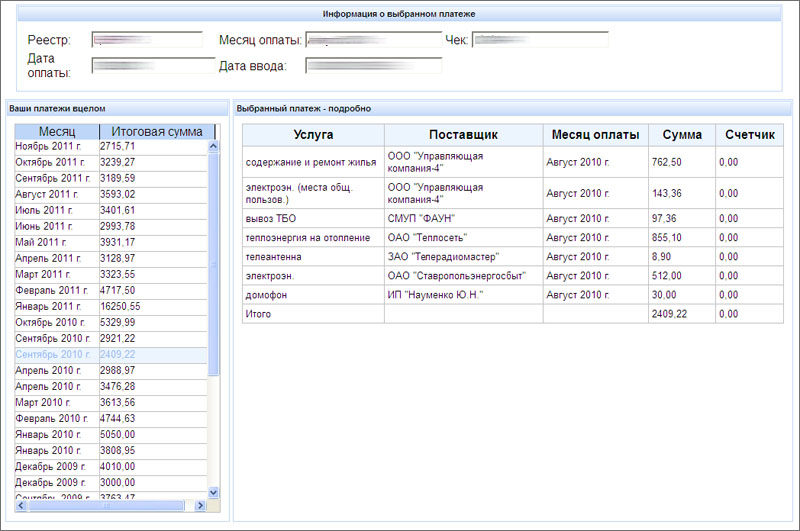 Информация о выбранном платеже
Реестр: Месяц оплаты: Чек:
Дата оплаты: Дата ввода:
Ваши платежи вцелом
Месяц Итоговая сумма
Ноябрь 2011 г. 2715,71
Октябрь 2011 г. 3239,27
Сентябрь 2011 г. 3189,59
Август 2011 г. 3593,02
Июль 2011 г. 3401,61
Июнь 2011 г. 2993,78
Май 2011 г. 3931,17
Апрель 2011 г. 3128,97
Март 2011 г. 3323,55
Февраль 2011 г. 4717,50
Январь 2011 г. 16250,55
Октябрь 2010 г. 5329,99
Сентябрь 2010 г. 2921,22
Сентябрь 2010 г. 2409,22
Апрель 2010 г. 2988,97
Апрель 2010 г. 3476,28
Март 2010 г. 3613,56
Февраль 2010 г. 4744,63
Январь 2010 г. 5050,00
Январь 2010 г. 3808,95
Декабрь 2009 г. 4010,00
Декабрь 2009 г. 3000,00
Сентябрь 2009 г. 3763,47
Выбранный платеж - подробно
Услуга Поставщик Месяц оплаты Сумма Счетчик
содержание и ремонт жилья ООО "Управляющая компания-4" Август 2010 г. 762,50 0,00
электроэн. (места общ. пользов.) ООО "Управляющая компания-4" Август 2010 г. 143,36 0,00
вывоз ТБО СМУП "ФАУН" Август 2010 г. 97,36 0,00
теплоэнергия на отопление ОАО "Теплосеть" Август 2010 г. 855,10 0,00
телеантенна ЗАО "Телерадиомастер" Август 2010 г. 8,90 0,00
электроэн. ОАО "Ставропольэнергосбыт" Август 2010 г. 512,00 0,00
домофон ИП "Науменко Ю.Н." Август 2010 г. 30,00 0,00
Итого 2409,22 0,00